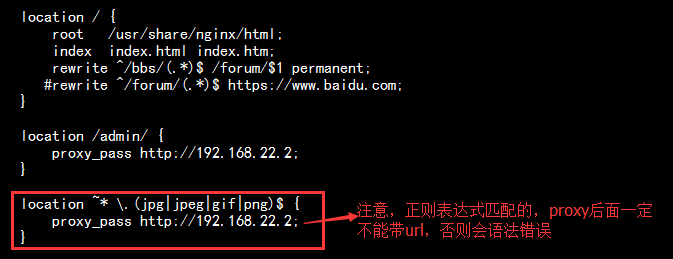 location / {
root /usr/share/nginx/html;
index index.html index.htm;
rewrite ^/bbs/(.*)$ /forum/$1 permanent;
#rewrite ^/forum/(.*)$ https://www.baidu.com;
}
location /admin/ {
proxy_pass http://192.168.22.2;
}
location ~* \.(jpg|jpeg|gif|png)$ {
proxy_pass http://192.168.22.2;
}
注意，正则表达式匹配的，proxy后面一定
不能带url，否则会语法错误